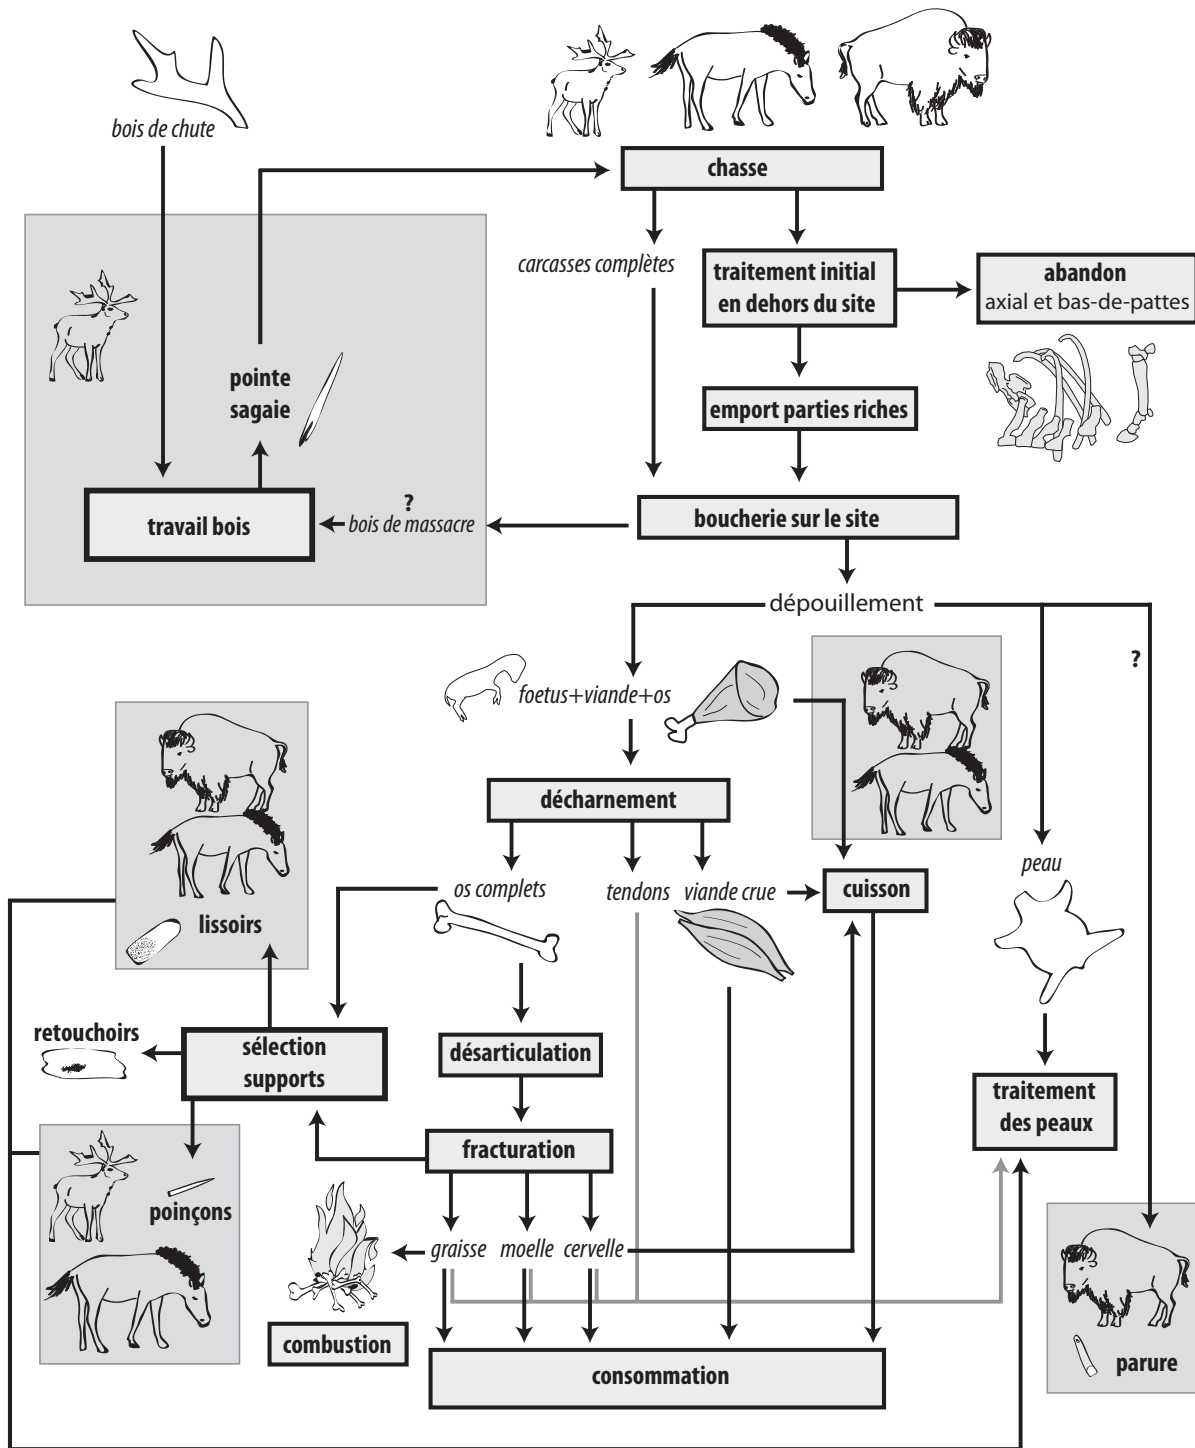 bois de chute
chasse
carcasses complètes
traitement initial
en dehors du site
abandon
axial et bas-de-pattes
pointe
sagaie
emport parties riches
travail bois
?
bois de massacre
boucherie sur le site
dépouillement
?
foetus+viande+os
décharnement
os complets
tendons
viande crue
cuisson
peau
lissoirs
retouchoirs
sélection
supports
désarticulation
traitement
des peaux
fracturation
poinçons
graisse
moelle
cervelle
combustion
consommation
parure